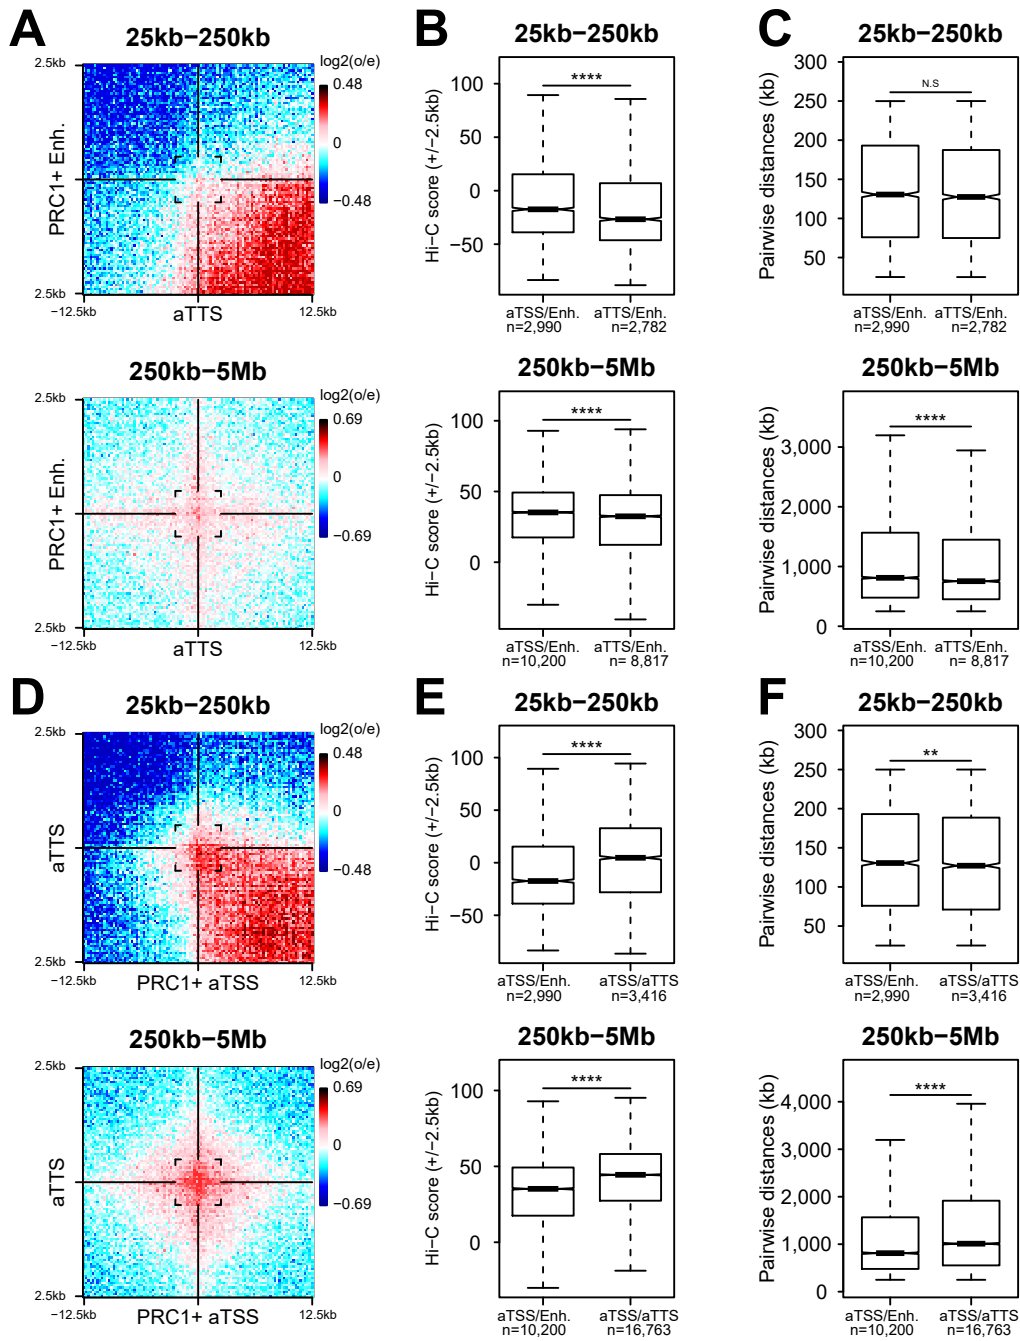 A
25kb−250kb
2.5kb
log2(o/e)
0.48
0
−0.48
PRC1+ Enh.
2.5kb
−12.5kb
aTTS
12.5kb
250kb−5Mb
2.5kb
log2(o/e)
0.69
0
−0.69
PRC1+ Enh.
2.5kb
−12.5kb
aTTS
12.5kb
B
25kb−250kb
Hi−C score (+/−2.5kb)
100
50
0
−50
****
aTSS/Enh.
n=2,990
aTTS/Enh.
n=2,782
250kb−5Mb
Hi−C score (+/−2.5kb)
100
50
0
****
aTSS/Enh.
n=10,200
aTTS/Enh.
n= 8,817
C
25kb−250kb
Pairwise distances (kb)
300
250
200
150
100
50
N.S
aTSS/Enh.
n=2,990
aTTS/Enh.
n=2,782
250kb−5Mb
Pairwise distances (kb)
3,000
2,000
1,000
0
****
aTSS/Enh.
n=10,200
aTTS/Enh.
n= 8,817
D
25kb−250kb
2.5kb
log2(o/e)
0.48
0
−0.48
aTTS
2.5kb
−12.5kb
PRC1+ aTSS
12.5kb
250kb−5Mb
2.5kb
log2(o/e)
0.69
0
−0.69
aTTS
2.5kb
−12.5kb
PRC1+ aTSS
12.5kb
E
25kb−250kb
Hi−C score (+/−2.5kb)
100
50
0
−50
****
aTSS/Enh.
n=2,990
aTSS/aTTS
n=3,416
250kb−5Mb
Hi−C score (+/−2.5kb)
100
50
0
****
aTSS/Enh.
n=10,200
aTSS/aTTS
n=16,763
F
25kb−250kb
Pairwise distances (kb)
300
250
200
150
100
50
**
aTSS/Enh.
n=2,990
aTSS/aTTS
n=3,416
250kb−5Mb
Pairwise distances (kb)
4,000
3,000
2,000
1,000
0
****
aTSS/Enh.
n=10,200
aTSS/aTTS
n=16,763